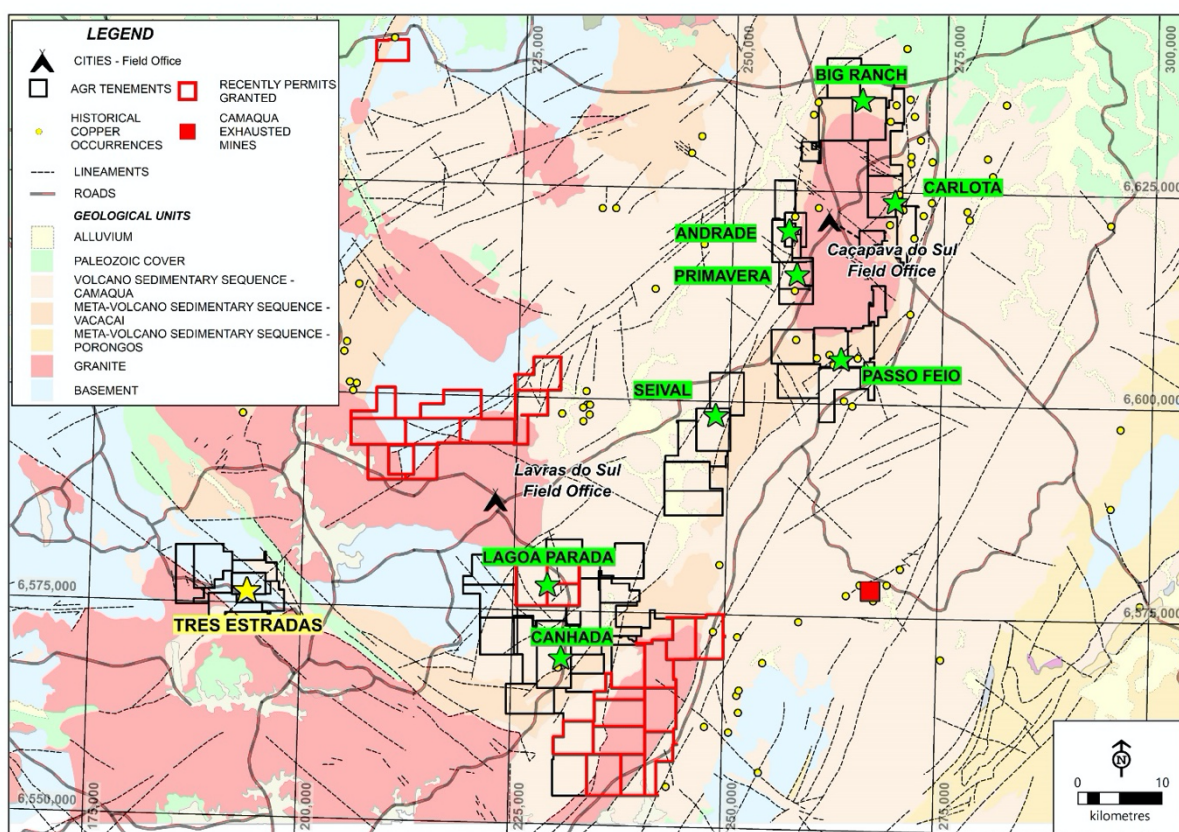 LEGEND
CITIES - Field Office
AGR TENEMENTS
RECENTLY PERMITS
GRANTED
HISTORICAL
COPPER
OCCURRENCES
CAMAQUA
EXHAUSTED
MINES
LINEAMENTS
ROADS
GEOLOGICAL UNITS
ALLUVIUM
PALEOZOIC COVER
VOLCANO SEDIMENTARY SEQUENCE -
CAMAQUA
META-VOLCANO SEDIMENTARY SEQUENCE -
VACACAI
META-VOLCANO SEDIMENTARY SEQUENCE -
PORONGOS
GRANITE
BASEMENT
225,000
250,000
275,000
300,000
BIG RANCH
CARLOTA
6,625,000
ANDRADE
Caçapava do Sul
Field Office
PRIMAVERA
PASSO FEIO
SEIVAL
6,600,000
Lavras do Sul
Field Office
LAGOA PARADA
6,575,000
6,575,000
TRES ESTRADAS
CANHADA
6,550,000
175,000
200,000
225,000
250,000
275,000
N
0 10
kilometres